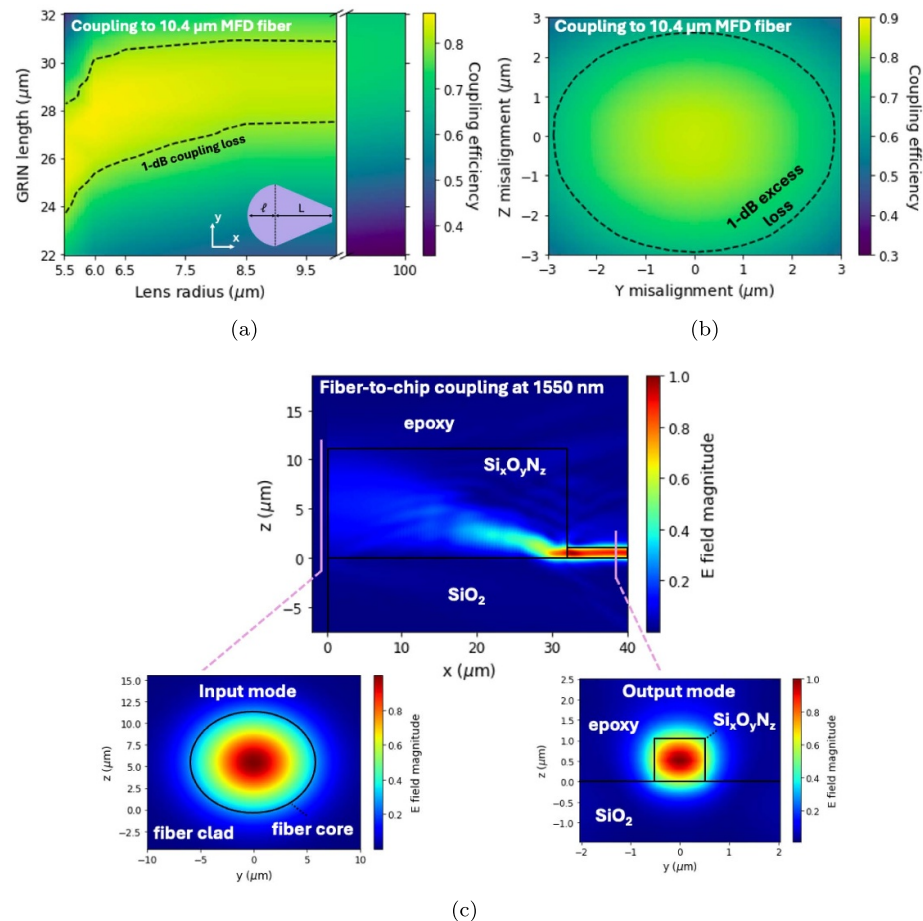 Coupling to 10.4 μm MFD fiber
32
30
28
26
24
22
GRIN length (μm)
5.5 6.0 6.5 7.5 8.5 9.5 100
Lens radius (μm)
1-dB coupling loss
ℓ L
y
x
0.8
0.7
0.6
0.5
0.4
Coupling efficiency
(a)
Coupling to 10.4 μm MFD fiber
3
2
1
0
−1
−2
−3
Z misalignment (μm)
−3 −2 −1 0 1 2 3
Y misalignment (μm)
1-dB excess
loss
0.9
0.8
0.7
0.6
0.5
0.4
0.3
Coupling efficiency
(b)
Fiber-to-chip coupling at 1550 nm
epoxy
SixOyNz
SiO2
15
10
5
0
−5
z (μm)
0 10 20 30 40
x (μm)
1.0
0.8
0.6
0.4
0.2
E field magnitude
Input mode
fiber core
fiber clad
15.0
12.5
10.0
7.5
5.0
2.5
0.0
−2.5
z (μm)
−10 −5 0 5 10
y (μm)
0.8
0.6
0.4
0.2
E field magnitude
Output mode
epoxy
SixOyNz
SiO2
2.5
2.0
1.5
1.0
0.5
0.0
−0.5
−1.0
z (μm)
−2 −1 0 1 2
y (μm)
1.0
0.8
0.6
0.4
0.2
E field magnitude
(c)